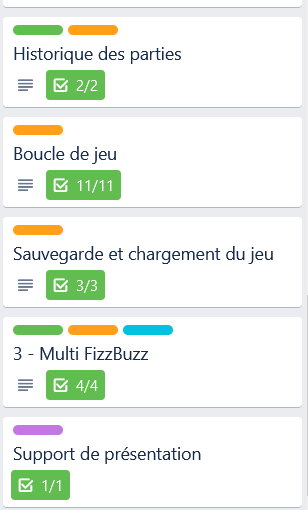 Historique des parties
2/2
Boucle de jeu
11/11
Sauvegarde et chargement du jeu
3/3
3 - Multi FizzBuzz
4/4
Support de présentation
1/1